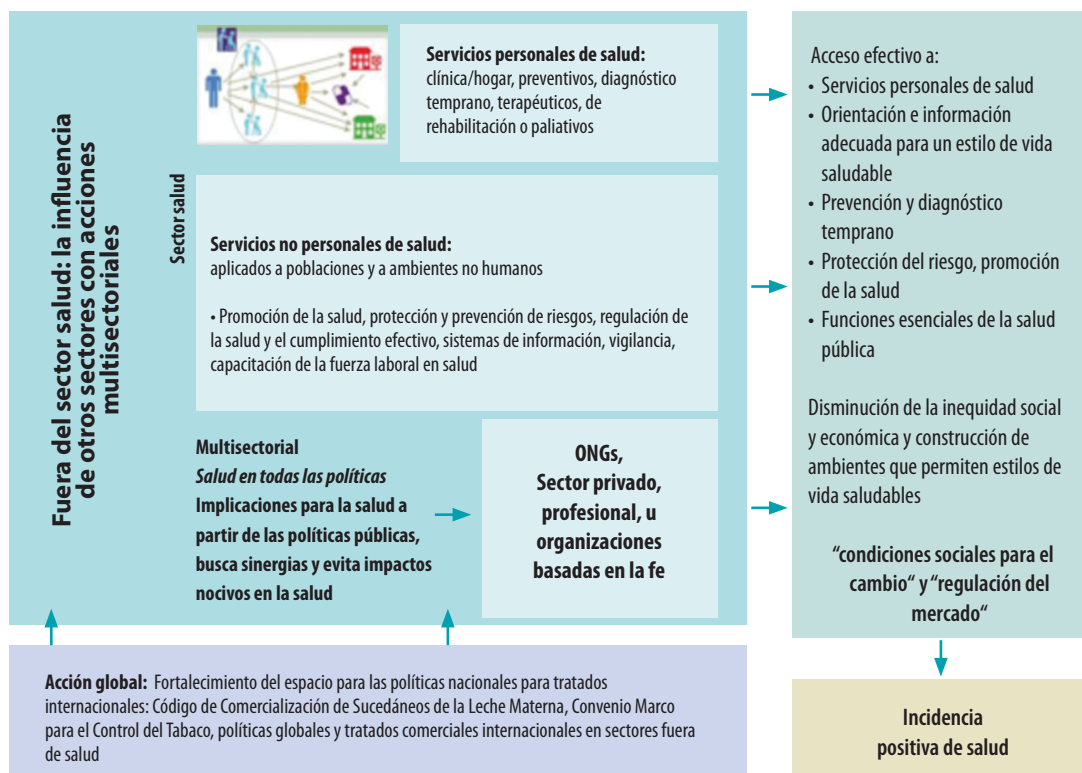 Fuera del sector salud: la influencia
de otros sectores con acciones
multisectoriales
Sector salud
Servicios personales de salud:
clínica/hogar, preventivos, diagnóstico
temprano, terapéuticos, de
rehabilitación o paliativos
Servicios no personales de salud:
aplicados a poblaciones y a ambientes no humanos
• Promoción de la salud, protección y prevención de riesgos, regulación de
la salud y el cumplimiento efectivo, sistemas de información, vigilancia,
capacitación de la fuerza laboral en salud
Multisectorial
Salud en todas las políticas
Implicaciones para la salud a
partir de las políticas públicas,
busca sinergias y evita impactos
nocivos en la salud
ONGs,
Sector privado,
profesional, u
organizaciones
basadas en la fe
Acceso efectivo a:
• Servicios personales de salud
• Orientación e información
adecuada para un estilo de vida
saludable
• Prevención y diagnóstico
temprano
• Protección del riesgo, promoción
de la salud
• Funciones esenciales de la salud
pública
Disminución de la inequidad social
y económica y construcción de
ambientes que permiten estilos de
vida saludables
“condiciones sociales para el
cambio“ y “regulación del
mercado“
Acción global: Fortalecimiento del espacio para las políticas nacionales para tratados
internacionales: Código de Comercialización de Sucedáneos de la Leche Materna, Convenio Marco
para el Control del Tabaco, políticas globales y tratados comerciales internacionales en sectores fuera
de salud
Incidencia
positiva de salud